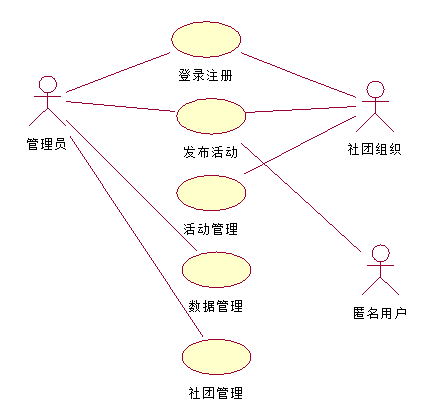 登录注册
管理员
发布活动
社团组织
活动管理
数据管理
匿名用户
社团管理